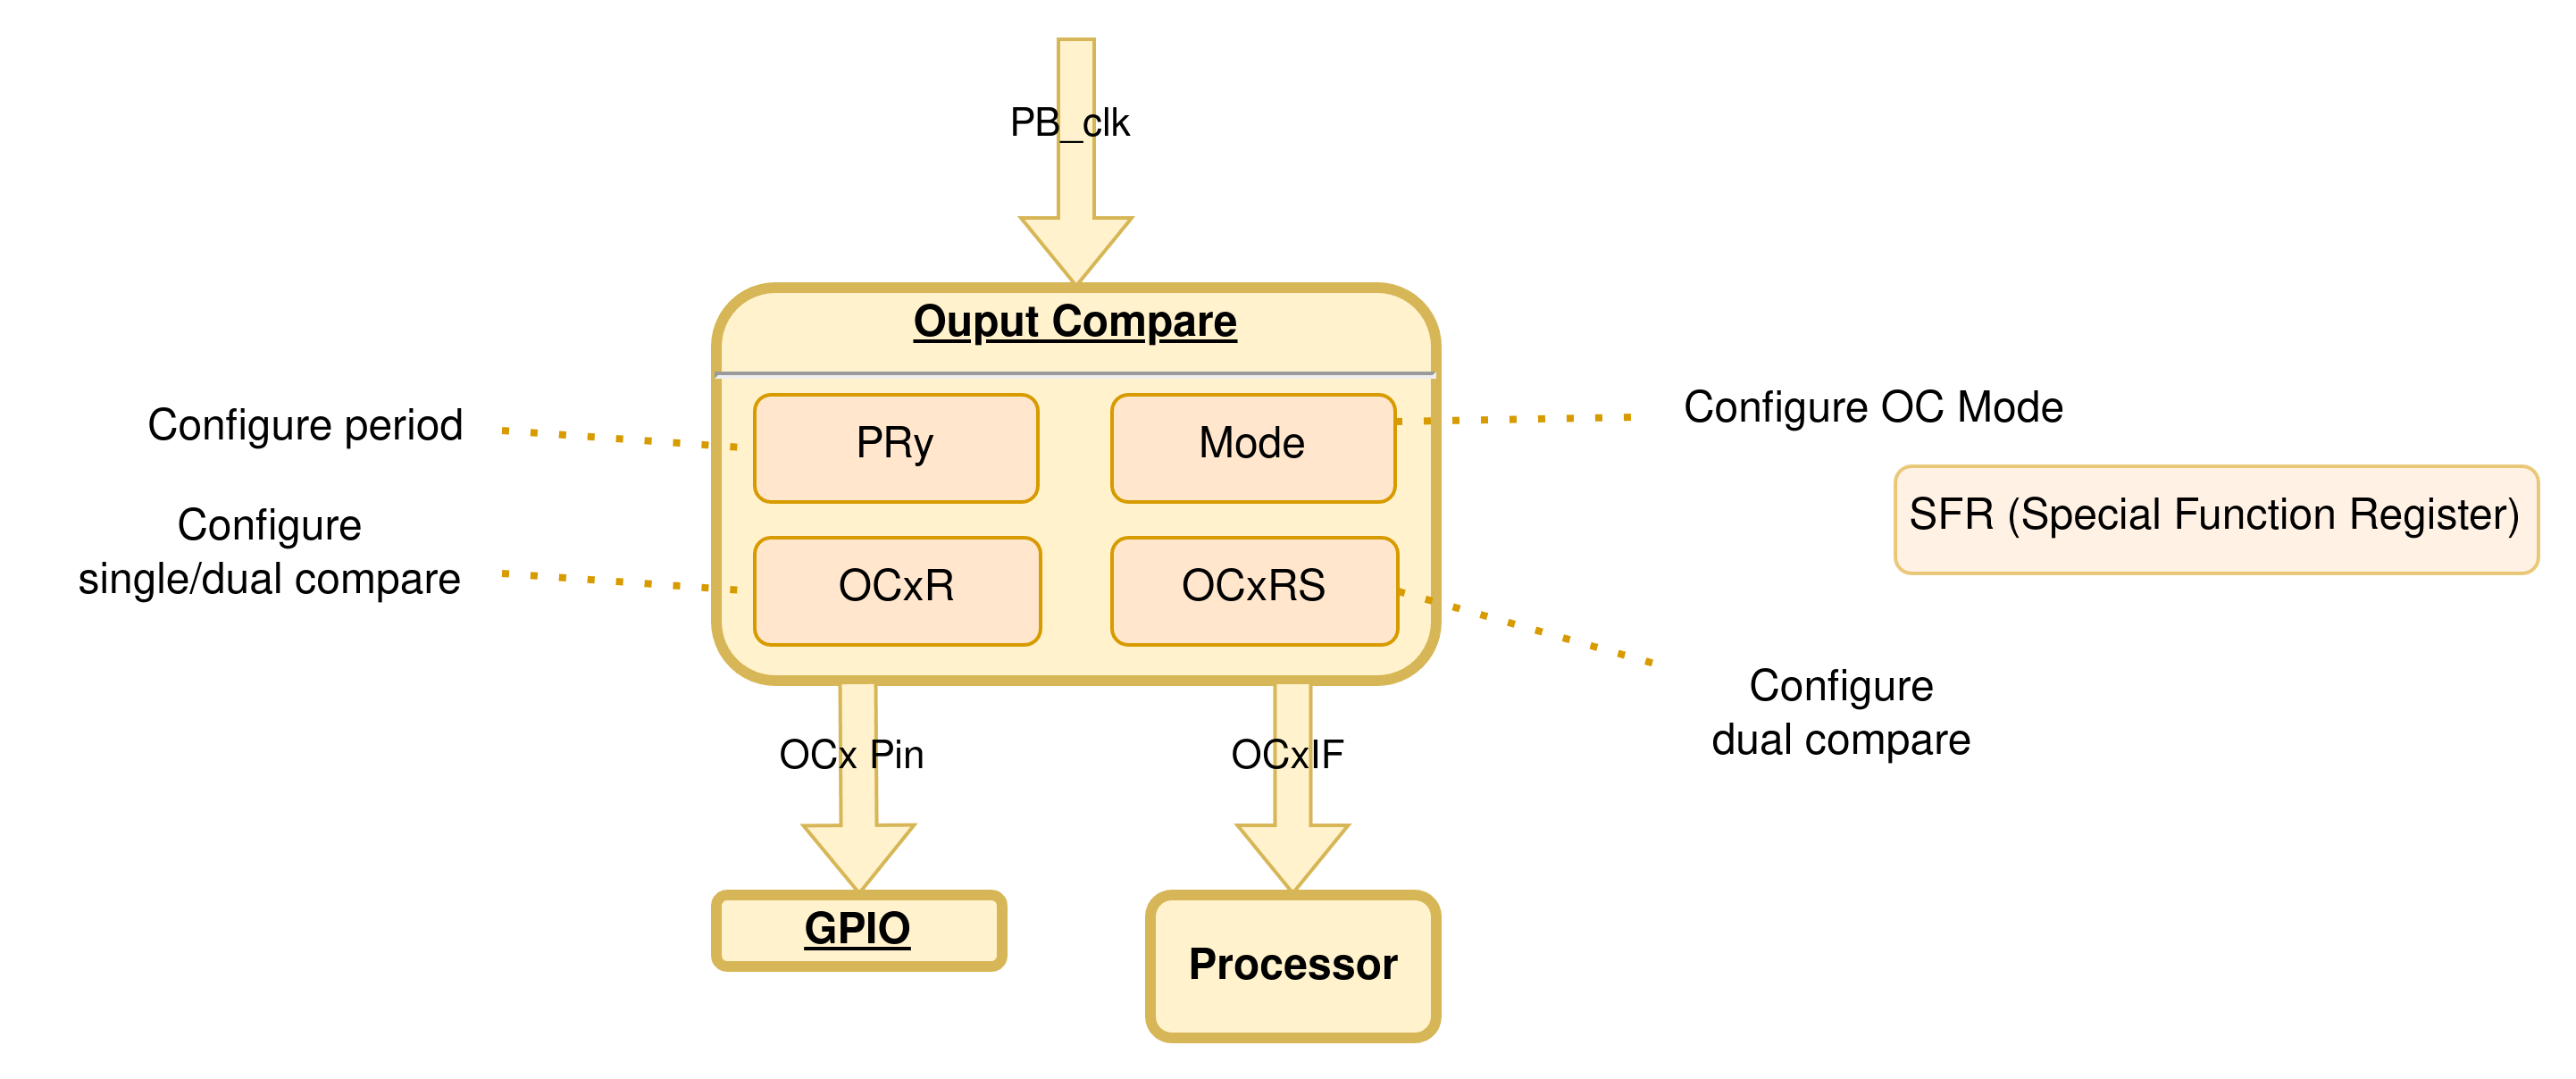 PB_clk
Ouput Compare
Configure period
PRy
Mode
Configure OC Mode
SFR (Special Function Register)
Configure
single/dual compare
OCxR
OCxRS
Configure
dual compare
OCx Pin
OCxIF
GPIO
Processor